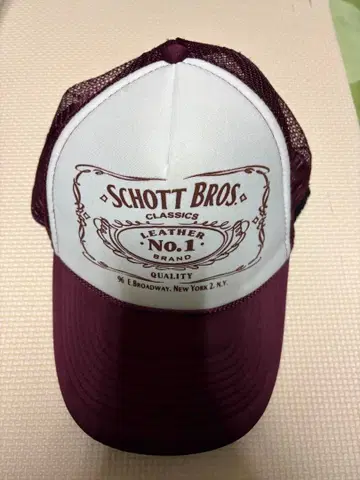 SCHOTT BROS.
CLASSICS
LEATHER
No.1
BRAND
QUALITY
96 E.BROADWAY. NEW YORK 2. N.Y.